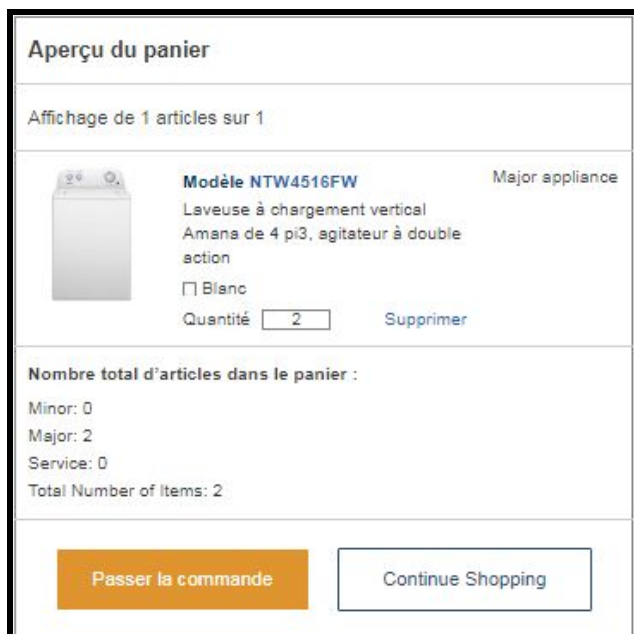 Aperçu du panier
Affichage de 1 articles sur 1
Modèle NTW4516FW
Major appliance
Laveuse à chargement vertical
Amana de 4 pi3, agitateur à double
action
Blanc
Quantité 2 Supprimer
Nombre total d'articles dans le panier :
Minor: 0
Major: 2
Service: 0
Total Number of Items: 2
Passer la commande
Continue Shopping